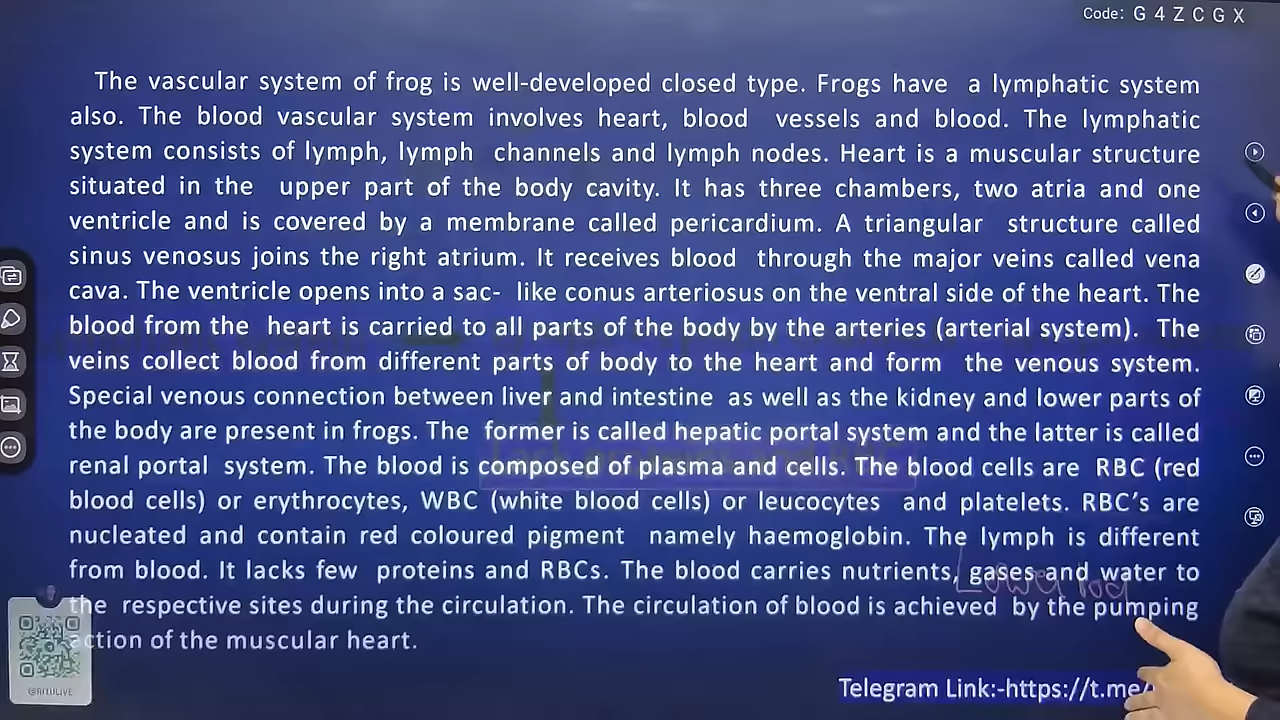 Code: G 4 Z C G X
The vascular system of frog is well-developed closed type. Frogs have a lymphatic system
also. The blood vascular system involves heart, blood vessels and blood. The lymphatic
system consists of lymph, lymph channels and lymph nodes. Heart is a muscular structure
situated in the upper part of the body cavity. It has three chambers, two atria and one
ventricle and is covered by a membrane called pericardium. A triangular structure called
sinus venosus joins the right atrium. It receives blood through the major veins called vena
cava. The ventricle opens into a sac- like conus arteriosus on the ventral side of the heart. The
blood from the heart is carried to all parts of the body by the arteries (arterial system). The
veins collect blood from different parts of body to the heart and form the venous system.
Special venous connection between liver and intestine as well as the kidney and lower parts of
the body are present in frogs. The former is called hepatic portal system and the latter is called
renal portal system. The blood is composed of plasma and cells. The blood cells are RBC (red
blood cells) or erythrocytes, WBC (white blood cells) or leucocytes and platelets. RBC's are
nucleated and contain red coloured pigment namely haemoglobin. The lymph is different
from blood. It lacks few proteins and RBCs. The blood carries nutrients, gases and water to
the respective sites during the circulation. The circulation of blood is achieved by the pumping
action of the muscular heart.
@RITULIVE
Telegram Link:-https://t.me/